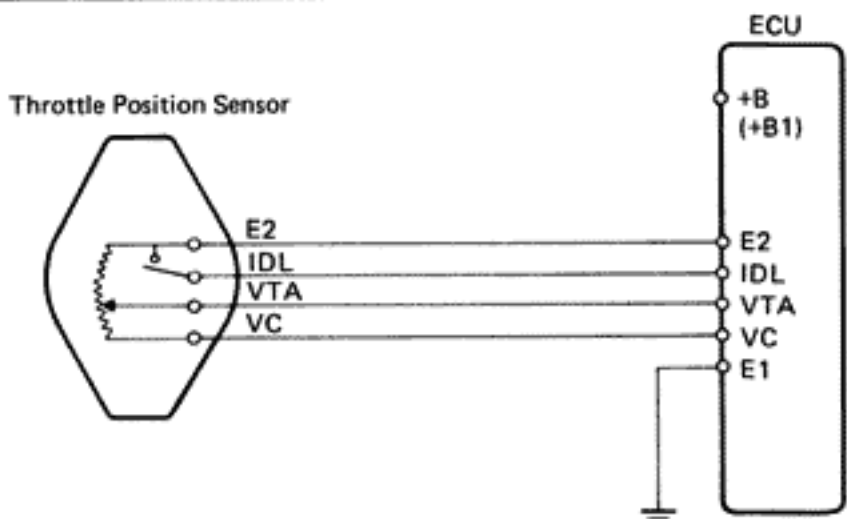 ECU
+B
(+B1)
Throttle Position Sensor
E2
IDL
VTA
VC
E2
IDL
VTA
VC
E1